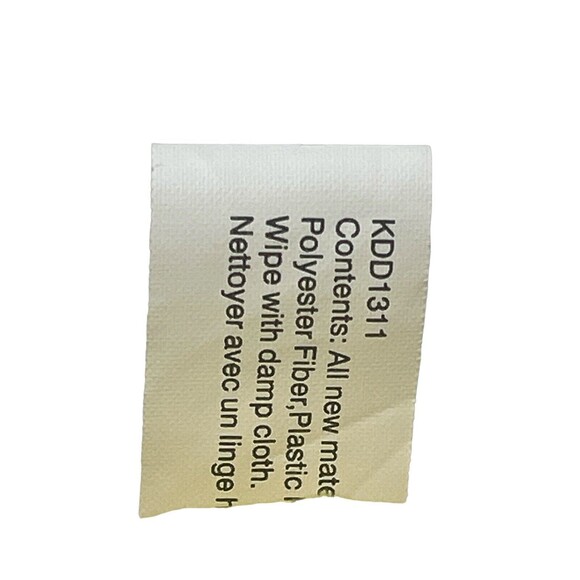 KDD1311
Contents: All new mate
Polyester Fiber,Plastic
Wipe with damp cloth.
Nettoyer avec un linge h